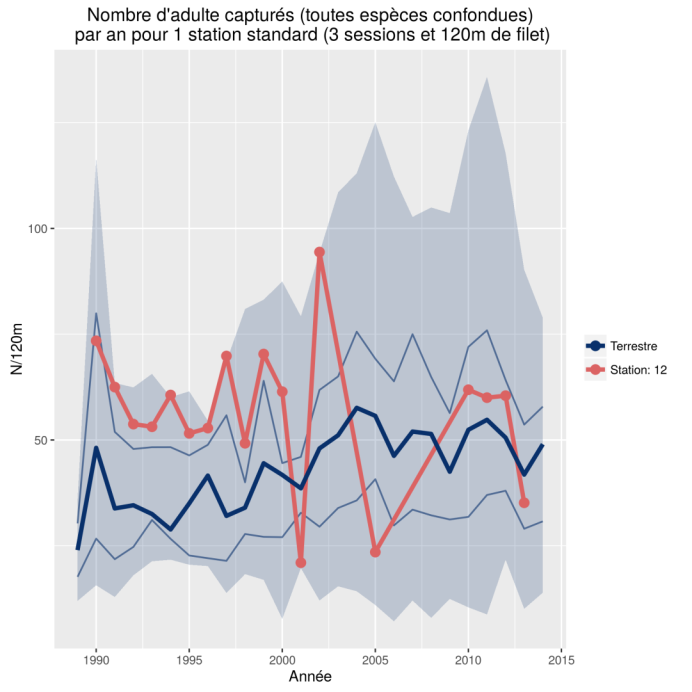 Nombre d'adulte capturés (toutes espèces confondues)
par an pour 1 station standard (3 sessions et 120m de filet)
N/120m
100
50
1990
1995
2000
2005
2010
2015
Année
Terrestre
Station: 12